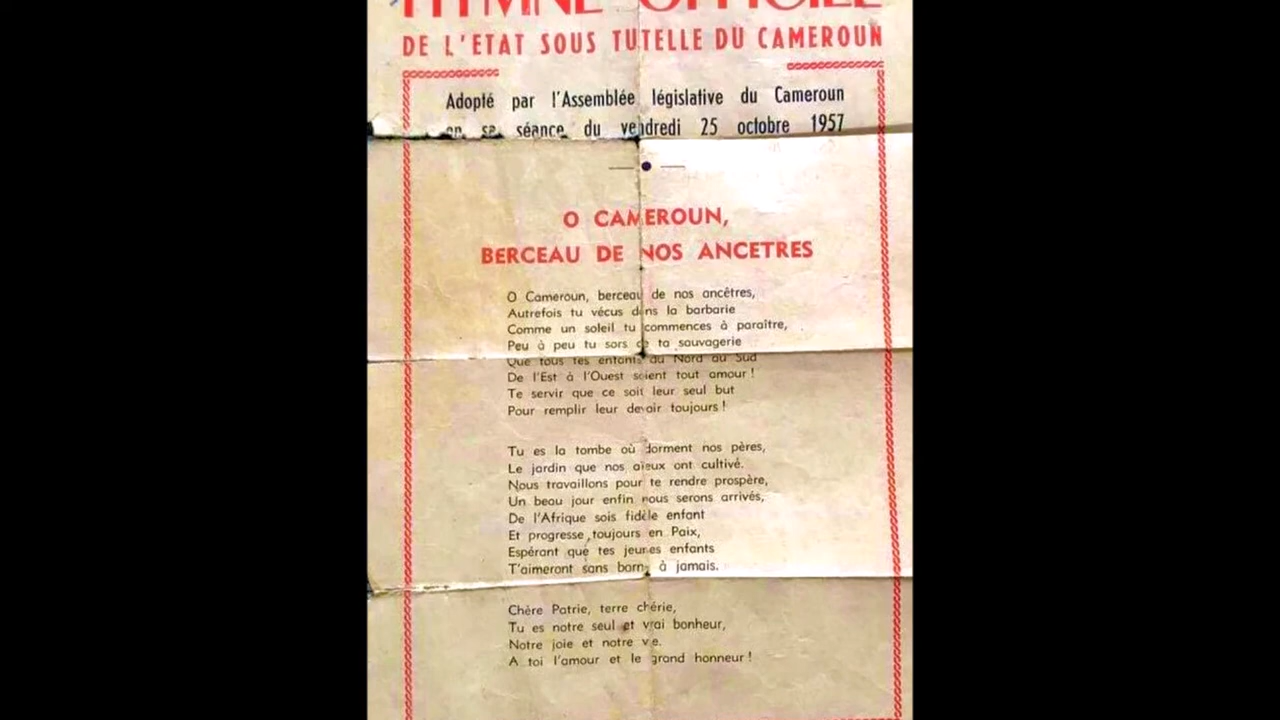 HYMNE OFFICIEL
DE L'ETAT SOUS TUTELLE DU CAMEROUN
Adopté par l'Assemblée législative du Cameroun
en sa séance du vendredi 25 octobre 1957
O CAMEROUN,
BERCEAU DE NOS ANCETRES
O Cameroun, berceau de nos ancêtres,
Autrefois tu vécus dans la barbarie
Comme un soleil tu commences à paraître,
Peu à peu tu sors de ta sauvagerie
Que tous tes enfants du Nord au Sud
De l'Est à l'Ouest soient tout amour !
Te servir que ce soit leur seul but
Pour remplir leur devoir toujours !
Tu es la tombe où dorment nos pères,
Le jardin que nos aïeux ont cultivé.
Nous travaillons pour te rendre prospère,
Un beau jour enfin nous serons arrivés,
De l'Afrique sois fidèle enfant
Et progresse toujours en Paix,
Espérant que tes jeunes enfants
T'aimeront sans born à jamais.
Chère Patrie, terre chérie,
Tu es notre seul et vrai bonheur,
Notre joie et notre vie.
A toi l'amour et le grand honneur !